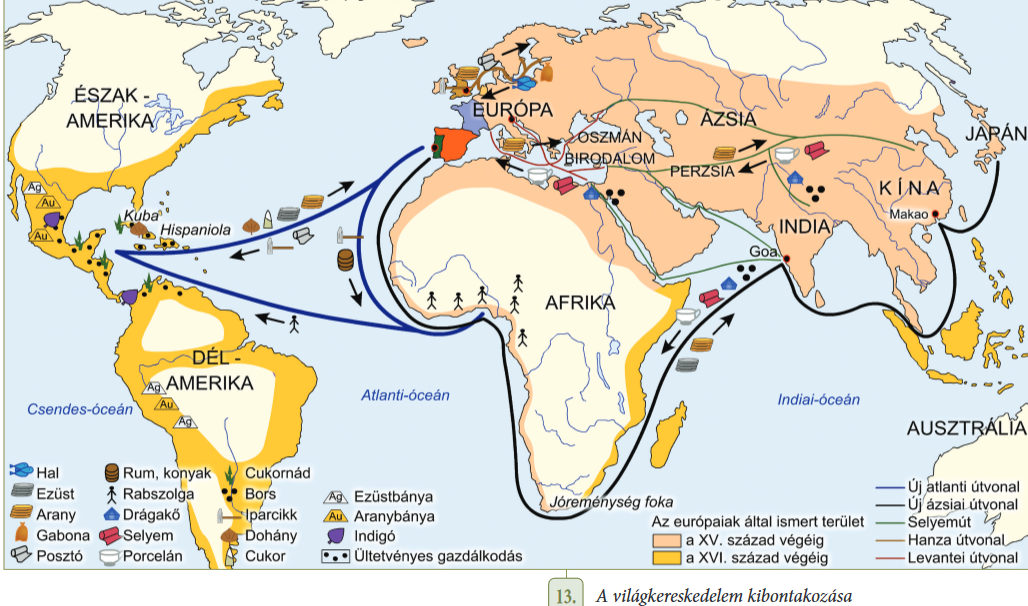 ÉSZAK -
AMERIKA
EURÓPA
ÁZSIA
JAPÁN
OSZMÁN
BIRODALOM
PERZSIA
KÍNA
Makao
INDIA
Goa
Ag
Au
Au
Kuba
Hispaniola
AFRIKA
DÉL -
AMERIKA
Ag
Au
Ag
Csendes-óceán
Atlanti-óceán
Indiai-óceán
AUSZTRÁLIA
Jóreménység foka
Hal
Ezüst
Arany
Gabona
Posztó
Rum, konyak
Rabszolga
Drágakő
Selyem
Porcelán
Cukornád
Bors
Iparcikk
Dohány
Cukor
Ag Ezüstbánya
Au Aranybánya
Indigó
Ültetvényes gazdálkodás
Az európaiak által ismert terület
a XV. század végéig
a XVI. század végéig
Új atlanti útvonal
Új ázsiai útvonal
Selyemút
Hanza útvonal
Levantei útvonal
13. A világkereskedelem kibontakozása